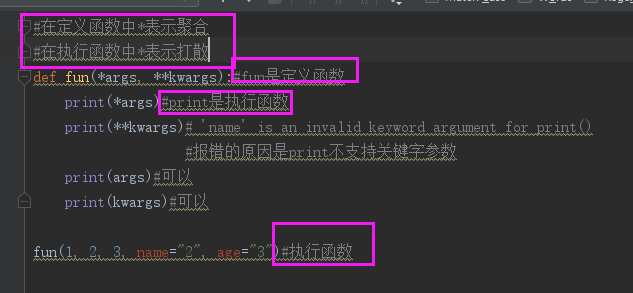 #在定义函数中*表示聚合
#在执行函数中*表示打散
def fun(*args, **kwargs):#fun是定义函数
print(*args)#print是执行函数
print(**kwargs)# 'name' is an invalid keyword argument for print()
#报错的原因是print不支持关键字参数
print(args)#可以
print(kwargs)#可以
fun(1, 2, 3, name="2", age="3")#执行函数